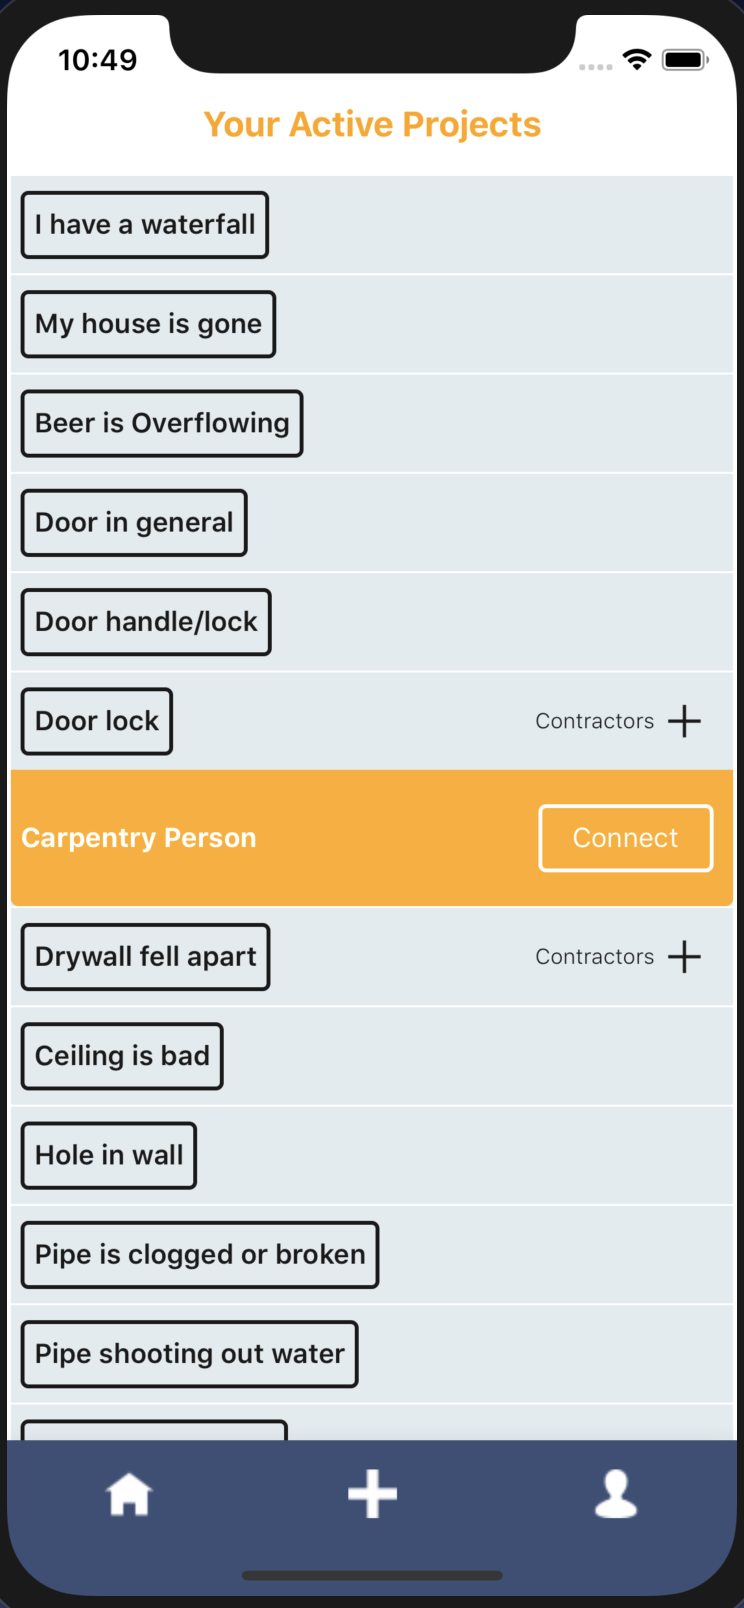 10:49
Your Active Projects
I have a waterfall
My house is gone
Beer is Overflowing
Door in general
Door handle/lock
Door lock
Contractors
Carpentry Person
Connect
Drywall fell apart
Contractors
Ceiling is bad
Hole in wall
Pipe is clogged or broken
Pipe shooting out water